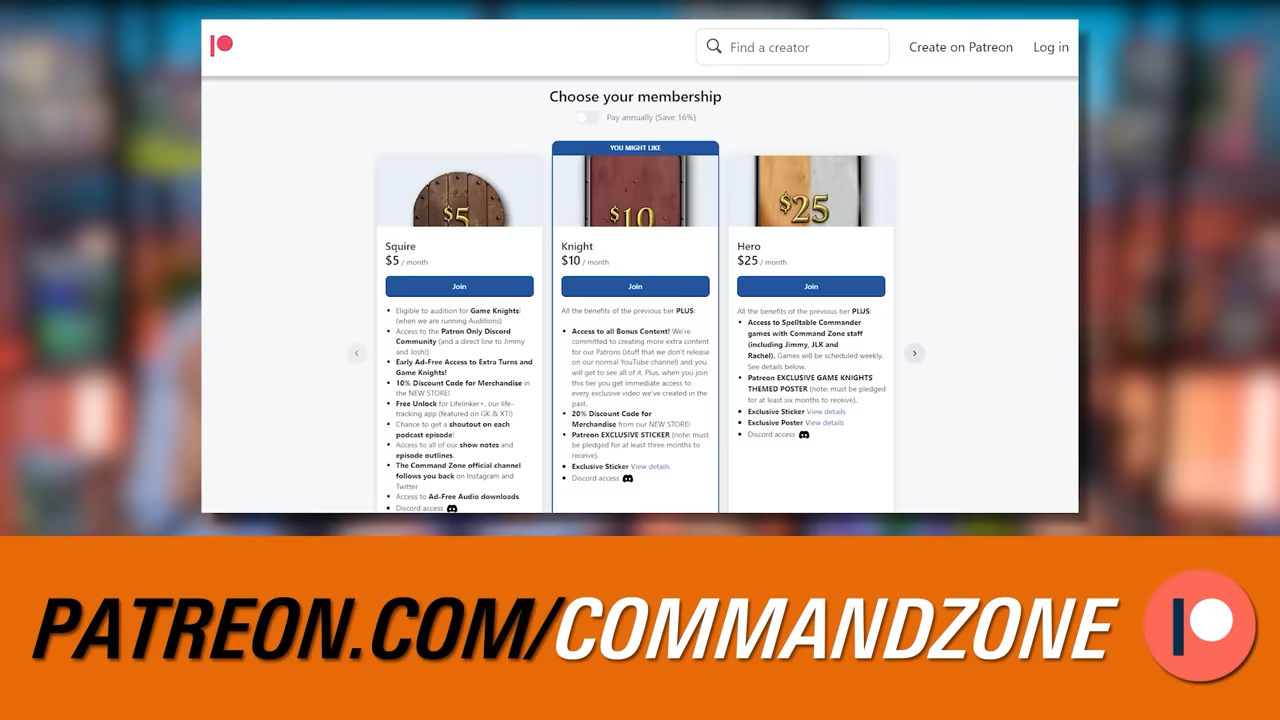 Find a creator
Create on Patreon
Log in
Choose your membership
Pay annually (Save 16%)
$5
Squire
$5 / month
Join
• Eligible to audition for Game Knights!
(when we are running Auditions)
• Access to the Patron Only Discord
Community (and a direct line to Jimmy
and Josh!)
• Early Ad-Free Access to Extra Turns and
Game Knights!
• 10% Discount Code for Merchandise in
the NEW STORE!
• Free Unlock for Lifelinker+, our life-
tracking app (featured on GK & XT!)
• Chance to get a shoutout on each
podcast episode!
• Access to all of our show notes and
episode outlines.
• The Command Zone official channel
follows you back on Instagram and
Twitter
• Access to Ad-Free Audio downloads.
• Discord access
YOU MIGHT LIKE
$10
Knight
$10 / month
Join
All the benefits of the previous tier PLUS:
• Access to all Bonus Content! We're
committed to creating more extra content
for our Patrons (stuff that we don't release
on our normal YouTube channel) and you
will get to see all of it. Plus, when you join
this tier you get immediate access to
every exclusive video we've created in the
past.
• 20% Discount Code for
Merchandise from our NEW STORE!
• Patreon EXCLUSIVE STICKER (note: must
be pledged for at least three months to
receive).
• Exclusive Sticker View details
• Discord access
$25
Hero
$25 / month
Join
All the benefits of the previous tier PLUS:
• Access to Spelltable Commander
games with Command Zone staff
(including Jimmy, JLK and
Rachel). Games will be scheduled weekly.
See details below.
• Patreon EXCLUSIVE GAME KNIGHTS
THEMED POSTER (note: must be pledged
for at least six months to receive).
• Exclusive Sticker View details
• Exclusive Poster View details
• Discord access
PATREON.COM/COMMANDZONE